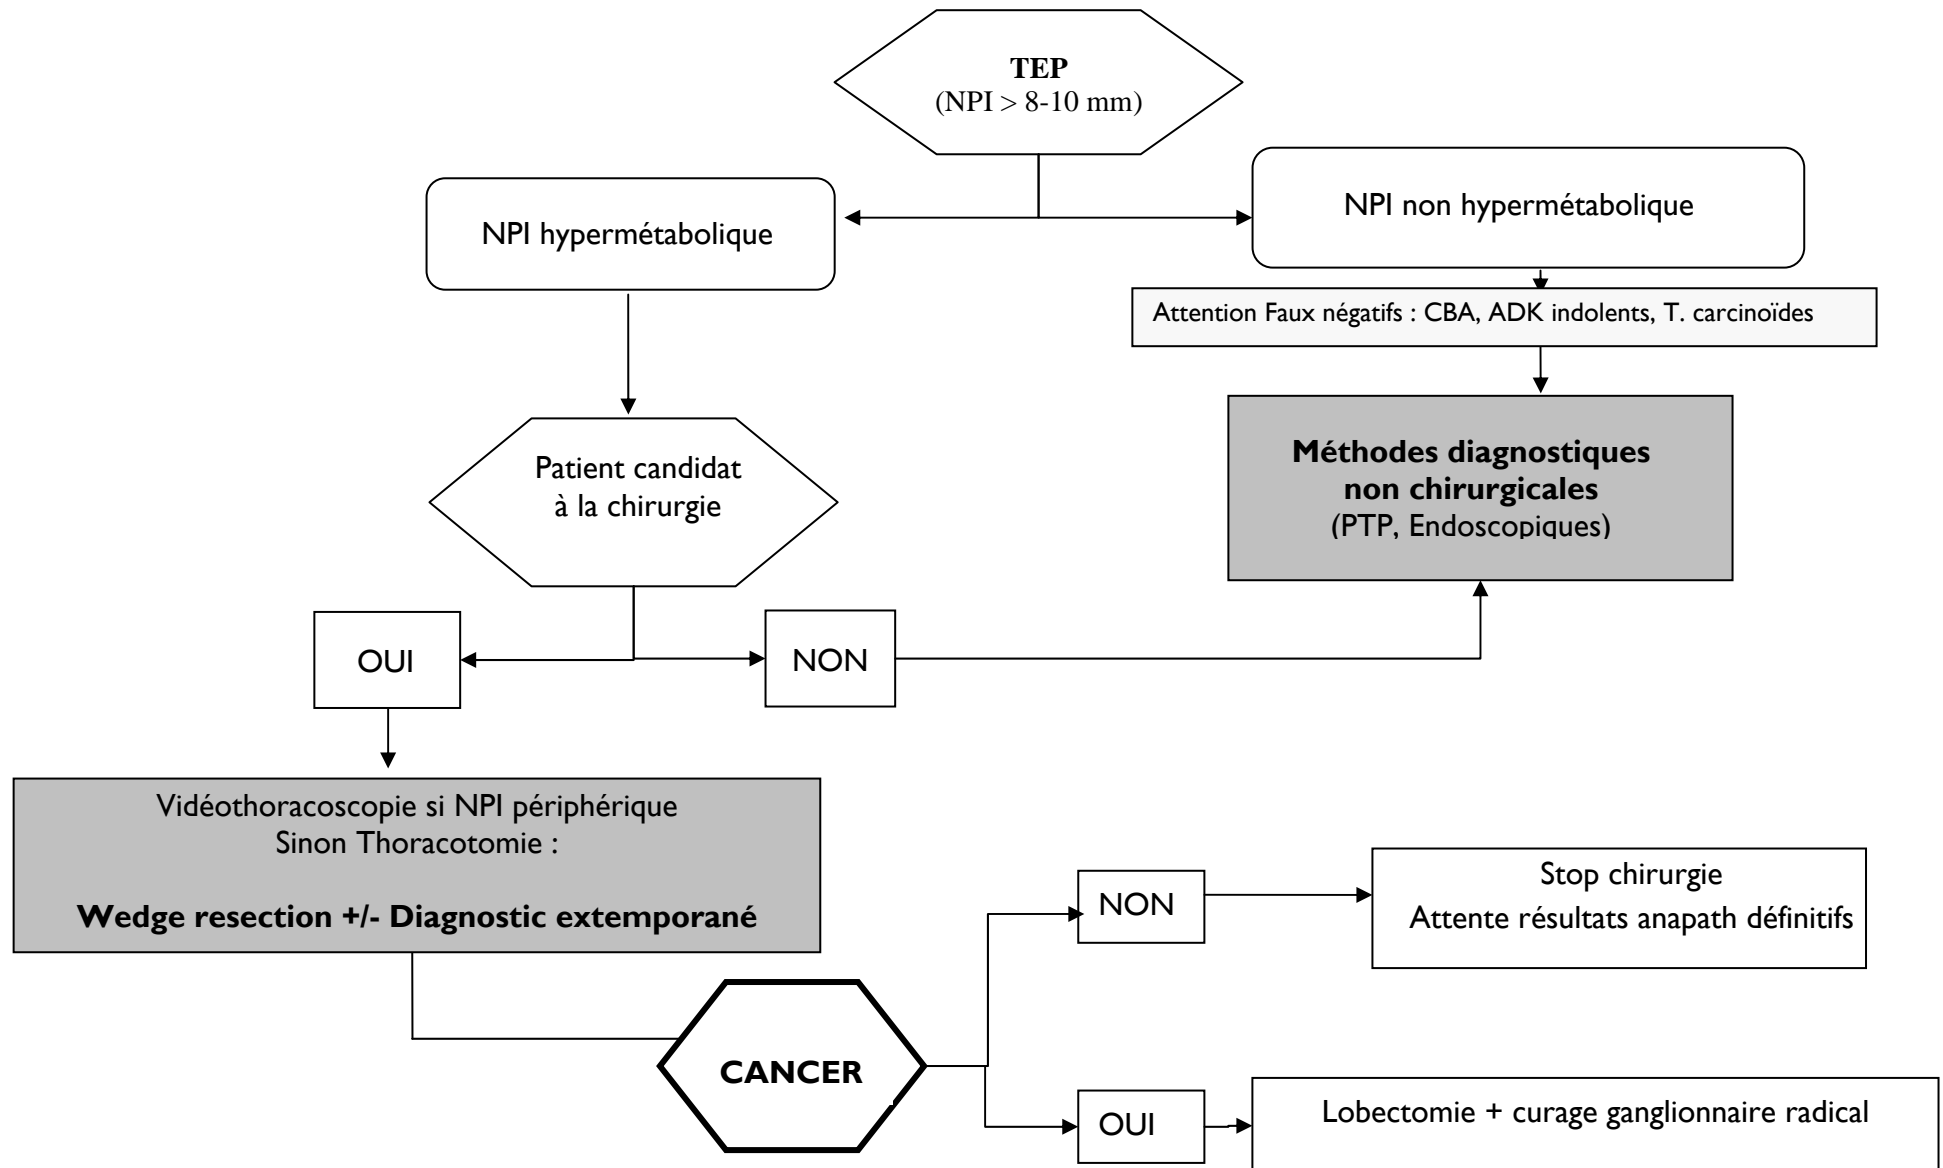 TEP
(NPI > 8-10 mm)
NPI hypermétabolique
NPI non hypermétabolique
Attention Faux négatifs : CBA, ADK indolents, T. carcinoïdes
Patient candidat
à la chirurgie
Méthodes diagnostiques
non chirurgicales
(PTP, Endoscopiques)
OUI
NON
Vidéothoracoscopie si NPI périphérique
Sinon Thoracotomie :
Wedge resection +/- Diagnostic extemporané
NON
Stop chirurgie
Attente résultats anapath définitifs
CANCER
OUI
Lobectomie + curage ganglionnaire radical